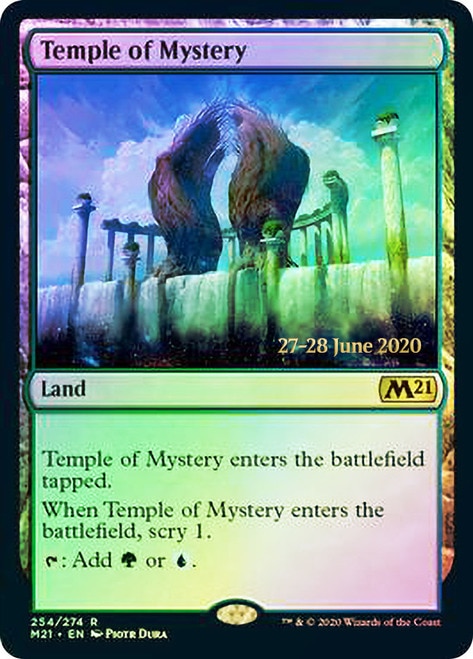 Temple of Mystery
27–28 June 2020
Land
M21
Temple of Mystery enters the battlefield
tapped.
When Temple of Mystery enters the
battlefield, scry 1.
: Add or .
254/274 R
M21 • EN Piotr Dura
™ & © 2020 Wizards of the Coast